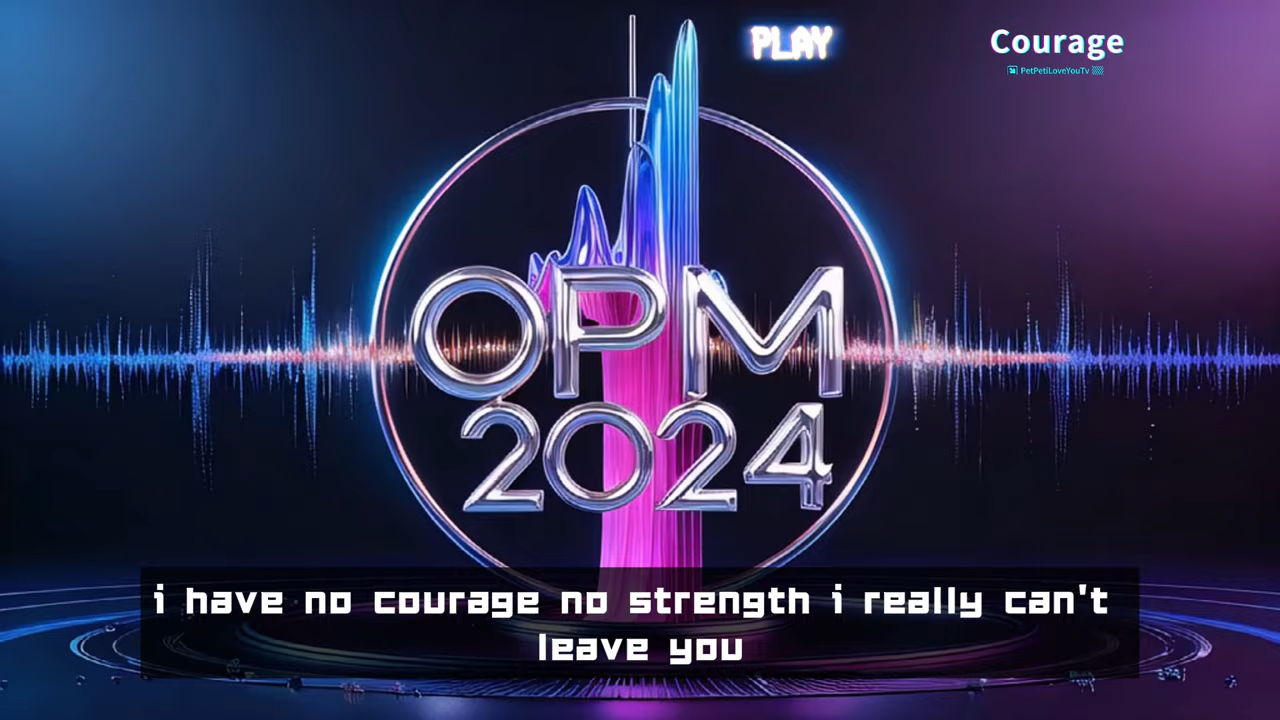 PLAY
Courage
PetPetiLoveYouTv
OPM
2024
i have no courage no strength i really can't
leave you